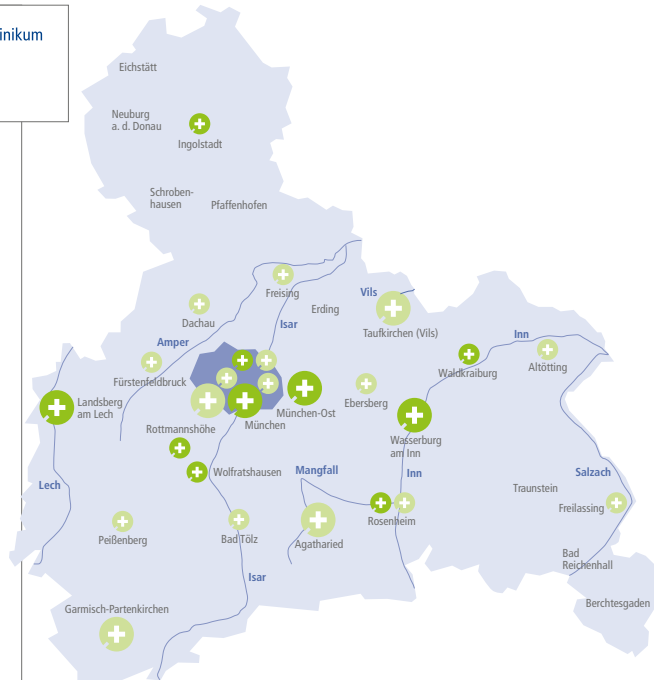 inikum
Eichstätt
Neuburg
a. d. Donau
Ingolstadt
Schroben-
hausen
Pfaffenhofen
Freising
Vils
Erding
Dachau
Isar
Taufkirchen (Vils)
Amper
Inn
Fürstenfeldbruck
Waldkraiburg
Altötting
Landsberg
am Lech
Ebersberg
München-Ost
München
Rottmannshöhe
Wasserburg
am Inn
Wolfratshausen
Mangfall
Inn
Salzach
Lech
Traunstein
Freilassing
Rosenheim
Peißenberg
Bad Tölz
Agatharied
Bad
Reichenhall
Isar
Berchtesgaden
Garmisch-Partenkirchen